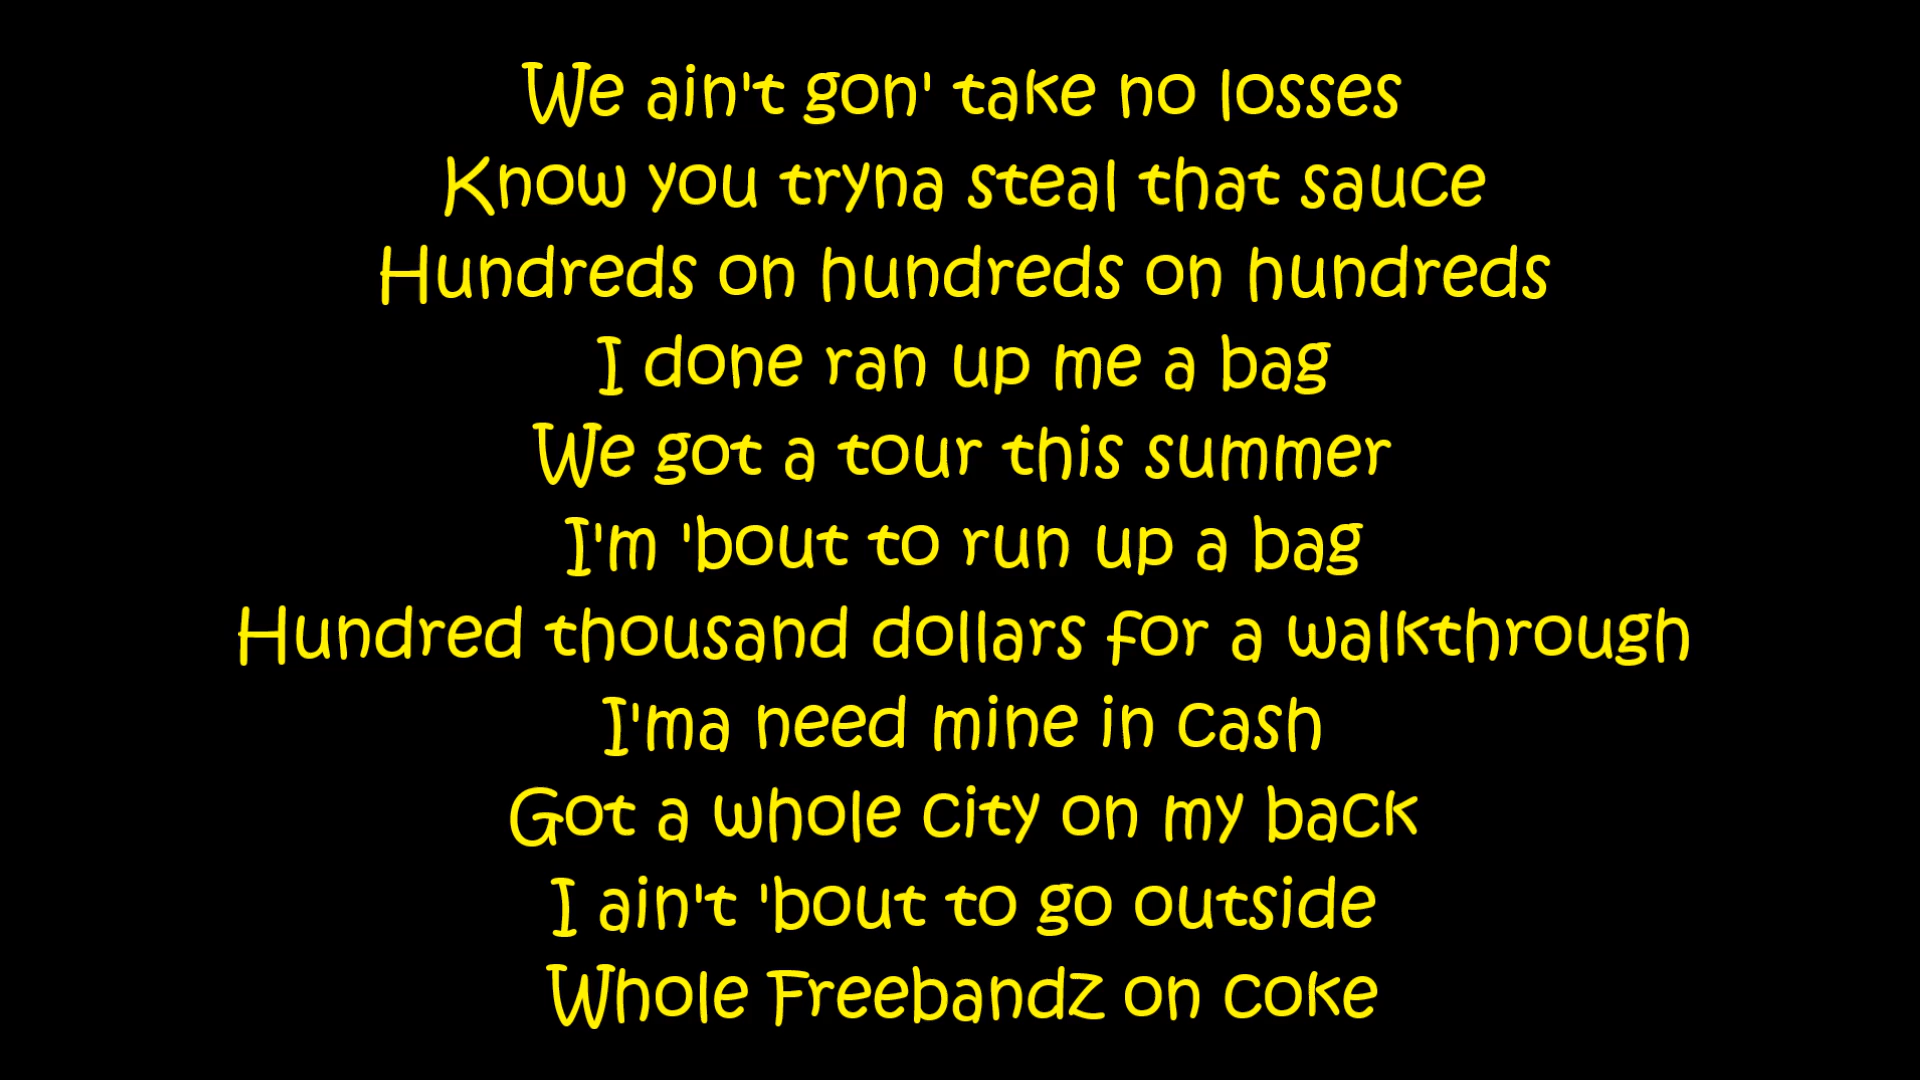 We ain't gon' take no losses
Know you tryna steal that sauce
Hundreds on hundreds on hundreds
I done ran up me a bag
We got a tour this summer
I'm 'bout to run up a bag
Hundred thousand dollars for a walkthrough
I'ma need mine in cash
Got a whole city on my back
I ain't 'bout to go outside
Whole Freebandz on coke